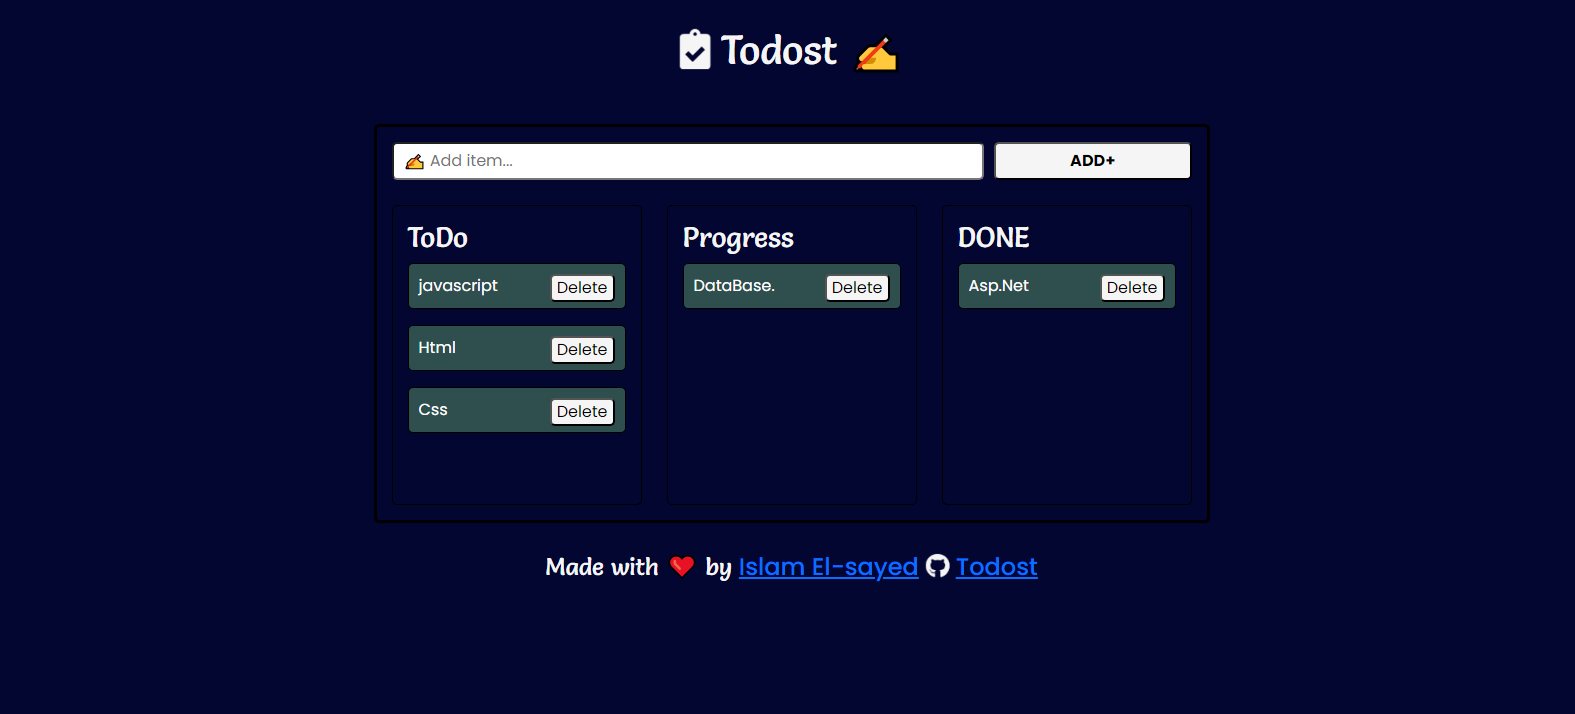 Todost ✍️
✍️ Add item...
ADD+
ToDo
javascript Delete
Html Delete
Css Delete
Progress
DataBase. Delete
DONE
Asp.Net Delete
Made with ❤️ by Islam El-sayed Todost